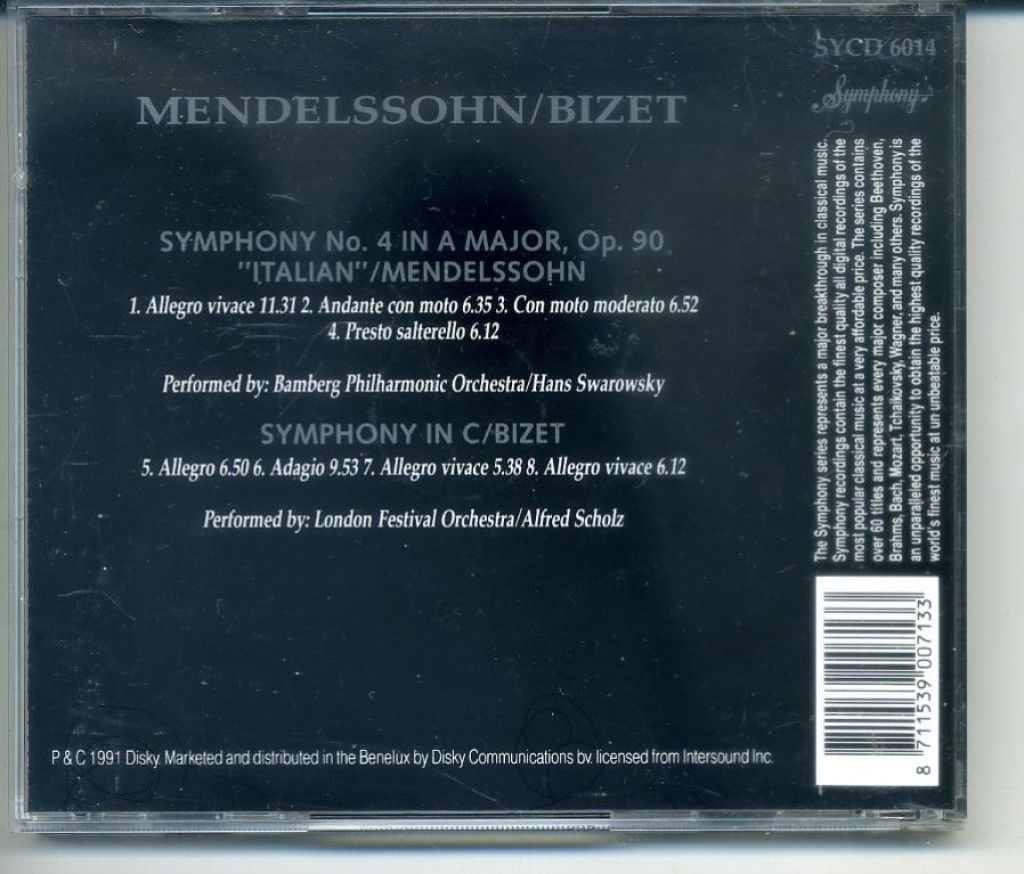 SYCD 6014
Symphony
MENDELSSOHN/BIZET
SYMPHONY No. 4 IN A MAJOR, Op. 90
"ITALIAN"/MENDELSSOHN
1. Allegro vivace 11.31 2. Andante con moto 6.35 3. Con moto moderato 6.52
4. Presto salterello 6.12
Performed by: Bamberg Philharmonic Orchestra/Hans Swarowsky
SYMPHONY IN C/BIZET
5. Allegro 6.50 6. Adagio 9.53 7. Allegro vivace 5.38 8. Allegro vivace 6.12
Performed by: London Festival Orchestra/Alfred Scholz
The Symphony series represents a major breakthrough in classical music.
Symphony recordings contain the finest quality all digital recordings of the
most popular classical music at a very affordable price. The series contains
over 60 titles and represents every major composer including Beethoven,
Brahms, Bach, Mozart, Tchaikovsky, Wagner, and many others. Symphony is
an unparalleled opportunity to obtain the highest quality recordings of the
world's finest music at un-unbeatable price.
8 711539 007133
P & C 1991 Disky. Marketed and distributed in the Benelux by Disky Communications bv. licensed from Intersound Inc.